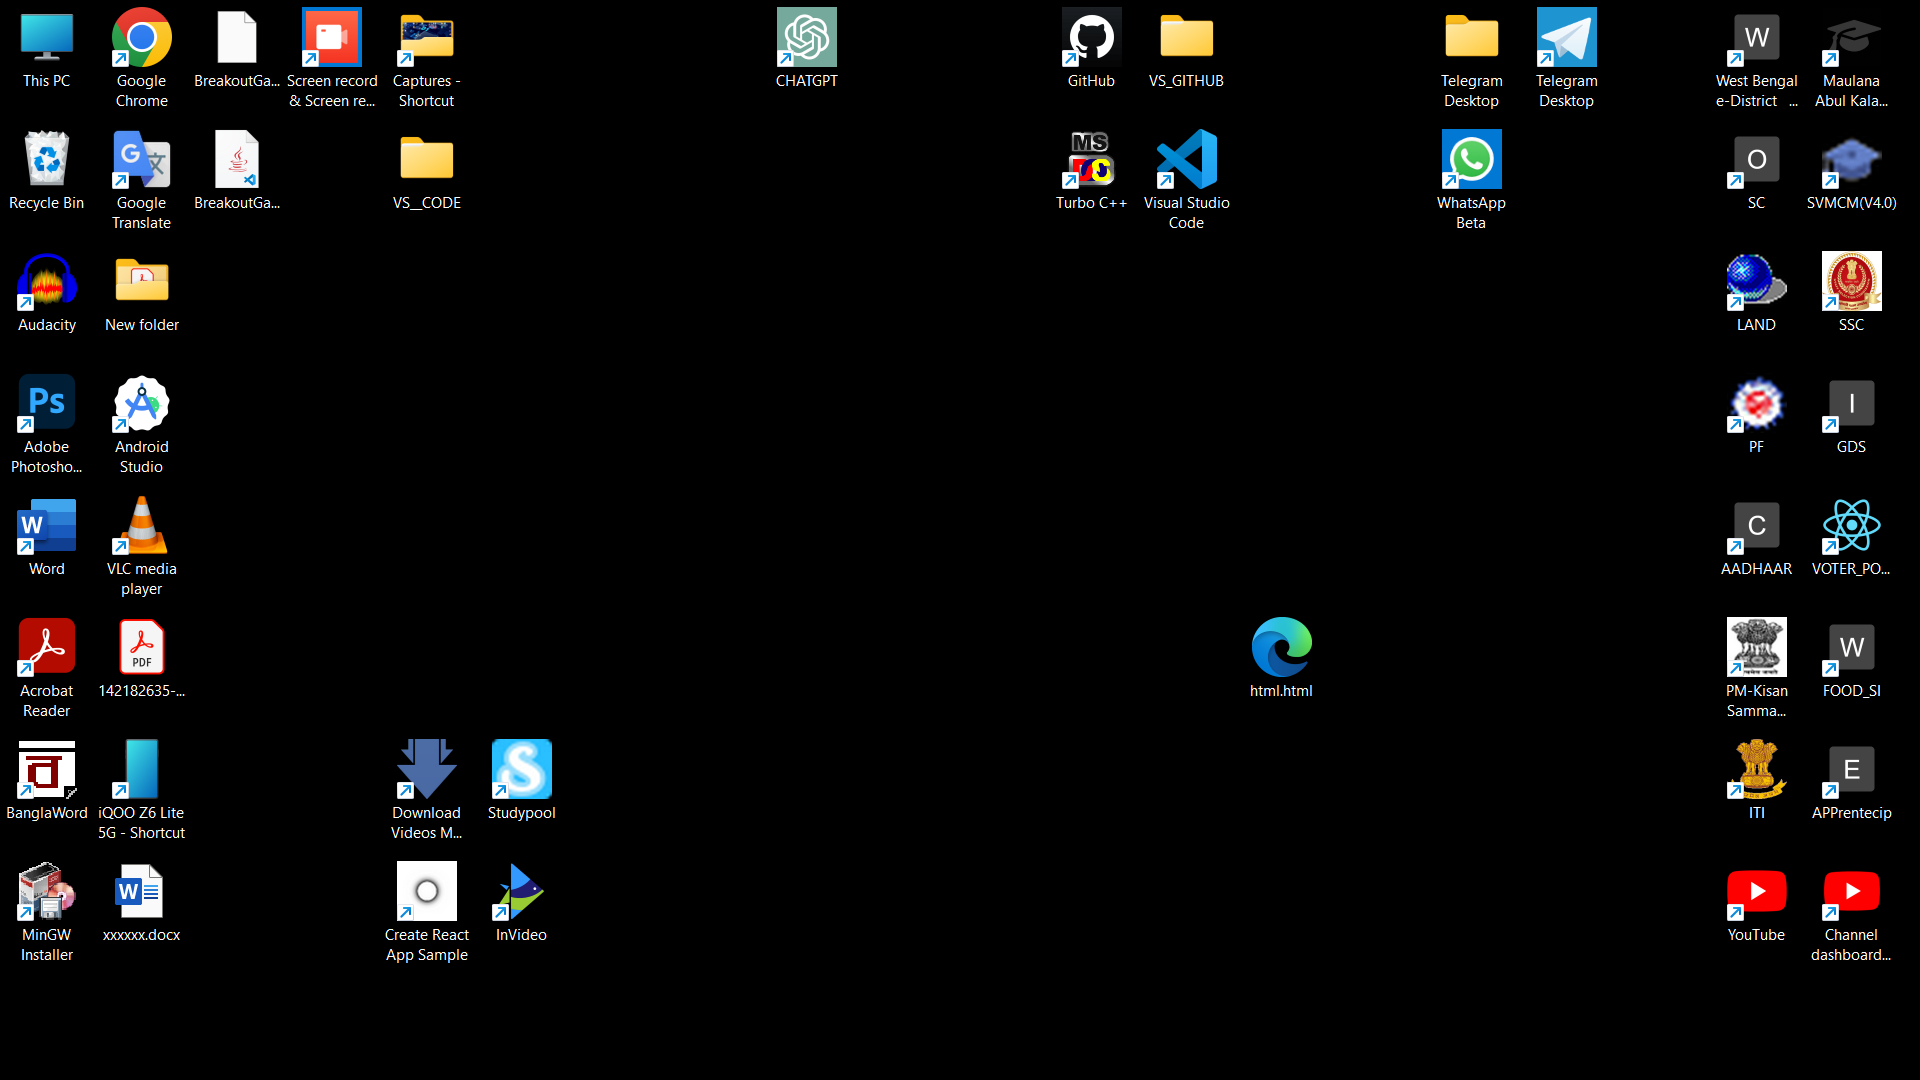 This PC
Google
Chrome
BreakoutGa...
Screen record
& Screen re...
Captures -
Shortcut
CHATGPT
GitHub
VS_GITHUB
Telegram
Desktop
Telegram
Desktop
W
West Bengal
e-District ...
Maulana
Abul Kala...
Recycle Bin
G
Google
Translate
BreakoutGa...
VS__CODE
MS
Turbo C++
Visual Studio
Code
WhatsApp
Beta
O
SC
SVMCM(V4.0)
Audacity
New folder
LAND
SSC
Ps
Adobe
Photosho...
Android
Studio
PF
I
GDS
W
Word
VLC media
player
C
AADHAAR
VOTER_PO...
Acrobat
Reader
PDF
142182635-...
html.html
PM-Kisan
Samma...
W
FOOD_SI
BanglaWord
iQOO Z6 Lite
5G - Shortcut
Download
Videos M...
S
Studypool
ITI
E
APPrentecip
MinGW
Installer
W
xxxxxx.docx
Create React
App Sample
InVideo
YouTube
Channel
dashboard...